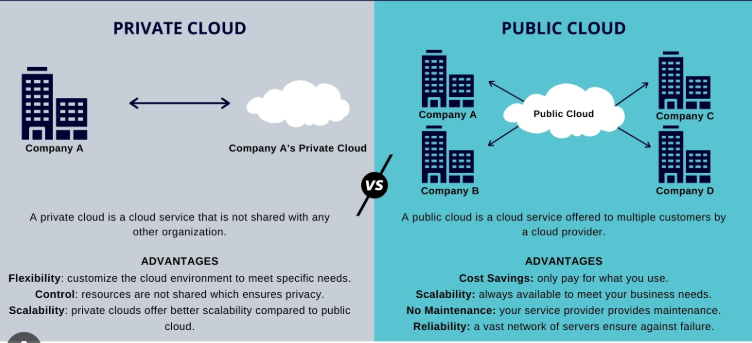 PRIVATE CLOUD
Company A
Company A's Private Cloud
A private cloud is a cloud service that is not shared with any
other organization.
ADVANTAGES
Flexibility: customize the cloud environment to meet specific needs.
Control: resources are not shared which ensures privacy.
Scalability: private clouds offer better scalability compared to public
cloud.
VS
PUBLIC CLOUD
Company A
Public Cloud
Company C
Company B
Company D
A public cloud is a cloud service offered to multiple customers by
a cloud provider.
ADVANTAGES
Cost Savings: only pay for what you use.
Scalability: always available to meet your business needs.
No Maintenance: your service provider provides maintenance.
Reliability: a vast network of servers ensure against failure.